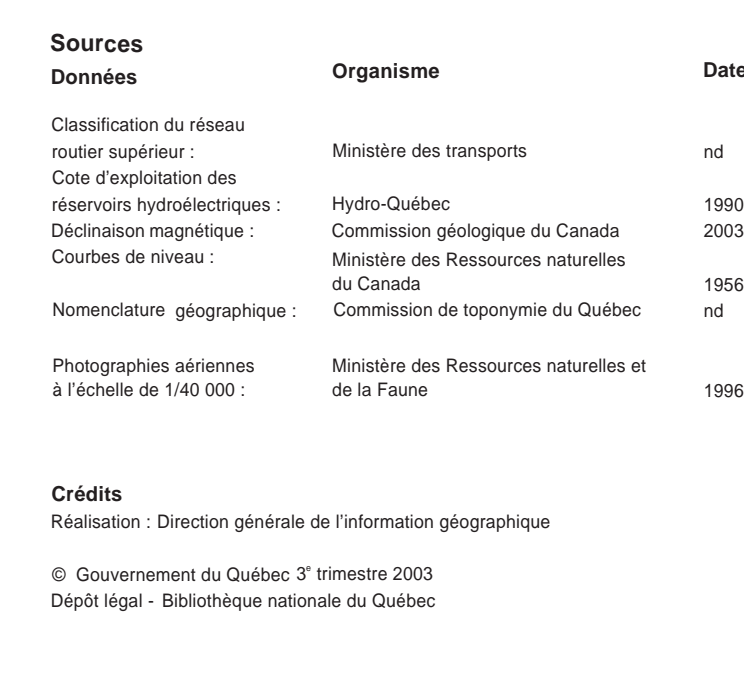 Sources
Données Organisme Date
Classification du réseau
routier supérieur : Ministère des transports nd
Cote d'exploitation des
réservoirs hydroélectriques : Hydro-Québec 1990
Déclinaison magnétique : Commission géologique du Canada 2003
Courbes de niveau : Ministère des Ressources naturelles
du Canada 1956
Nomenclature géographique : Commission de toponymie du Québec nd
Photographies aériennes Ministère des Ressources naturelles et
à l'échelle de 1/40 000 : de la Faune 1996
Crédits
Réalisation : Direction générale de l'information géographique
© Gouvernement du Québec 3e trimestre 2003
Dépôt légal - Bibliothèque nationale du Québec